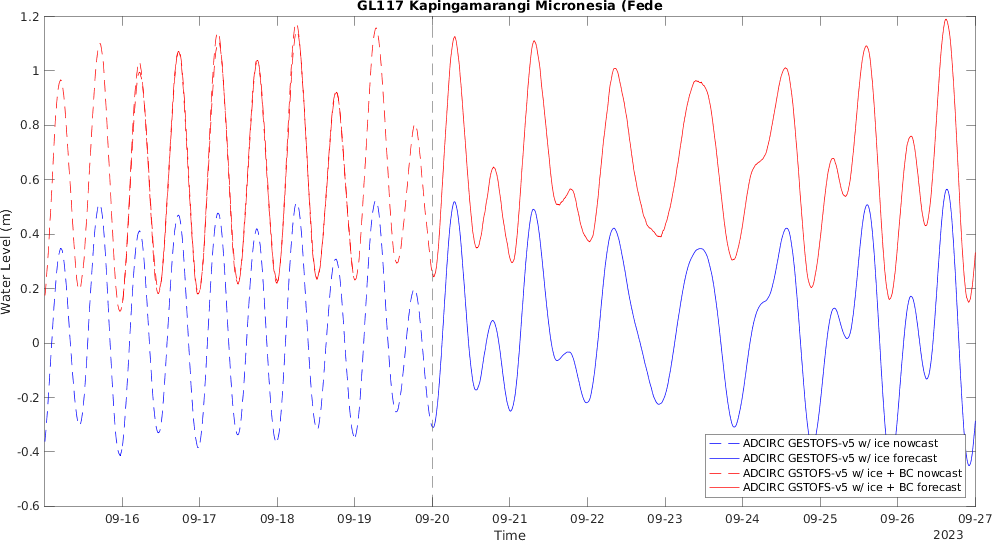 GL117 Kapingamarangi Micronesia (Fede
Water Level (m)
1.2
1
0.8
0.6
0.4
0.2
0
-0.2
-0.4
-0.6
ADCIRC GESTOFS-v5 w/ ice nowcast
ADCIRC GESTOFS-v5 w/ ice forecast
ADCIRC GSTOFS-v5 w/ ice + BC nowcast
ADCIRC GSTOFS-v5 w/ ice + BC forecast
09-16 09-17 09-18 09-19 09-20 09-21 09-22 09-23 09-24 09-25 09-26 09-27
Time
2023